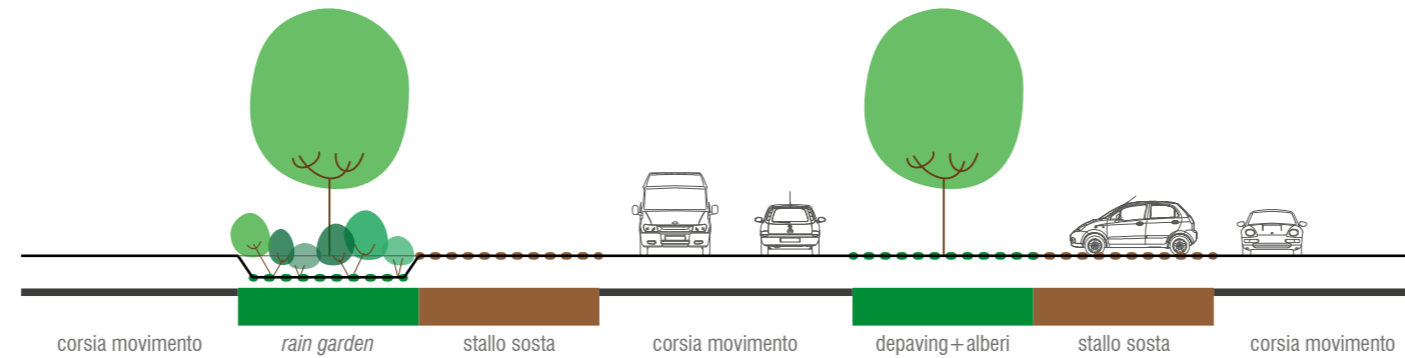 corsia movimento
rain garden
stallo sosta
corsia movimento
depaving+alberi
stallo sosta
corsia movimento